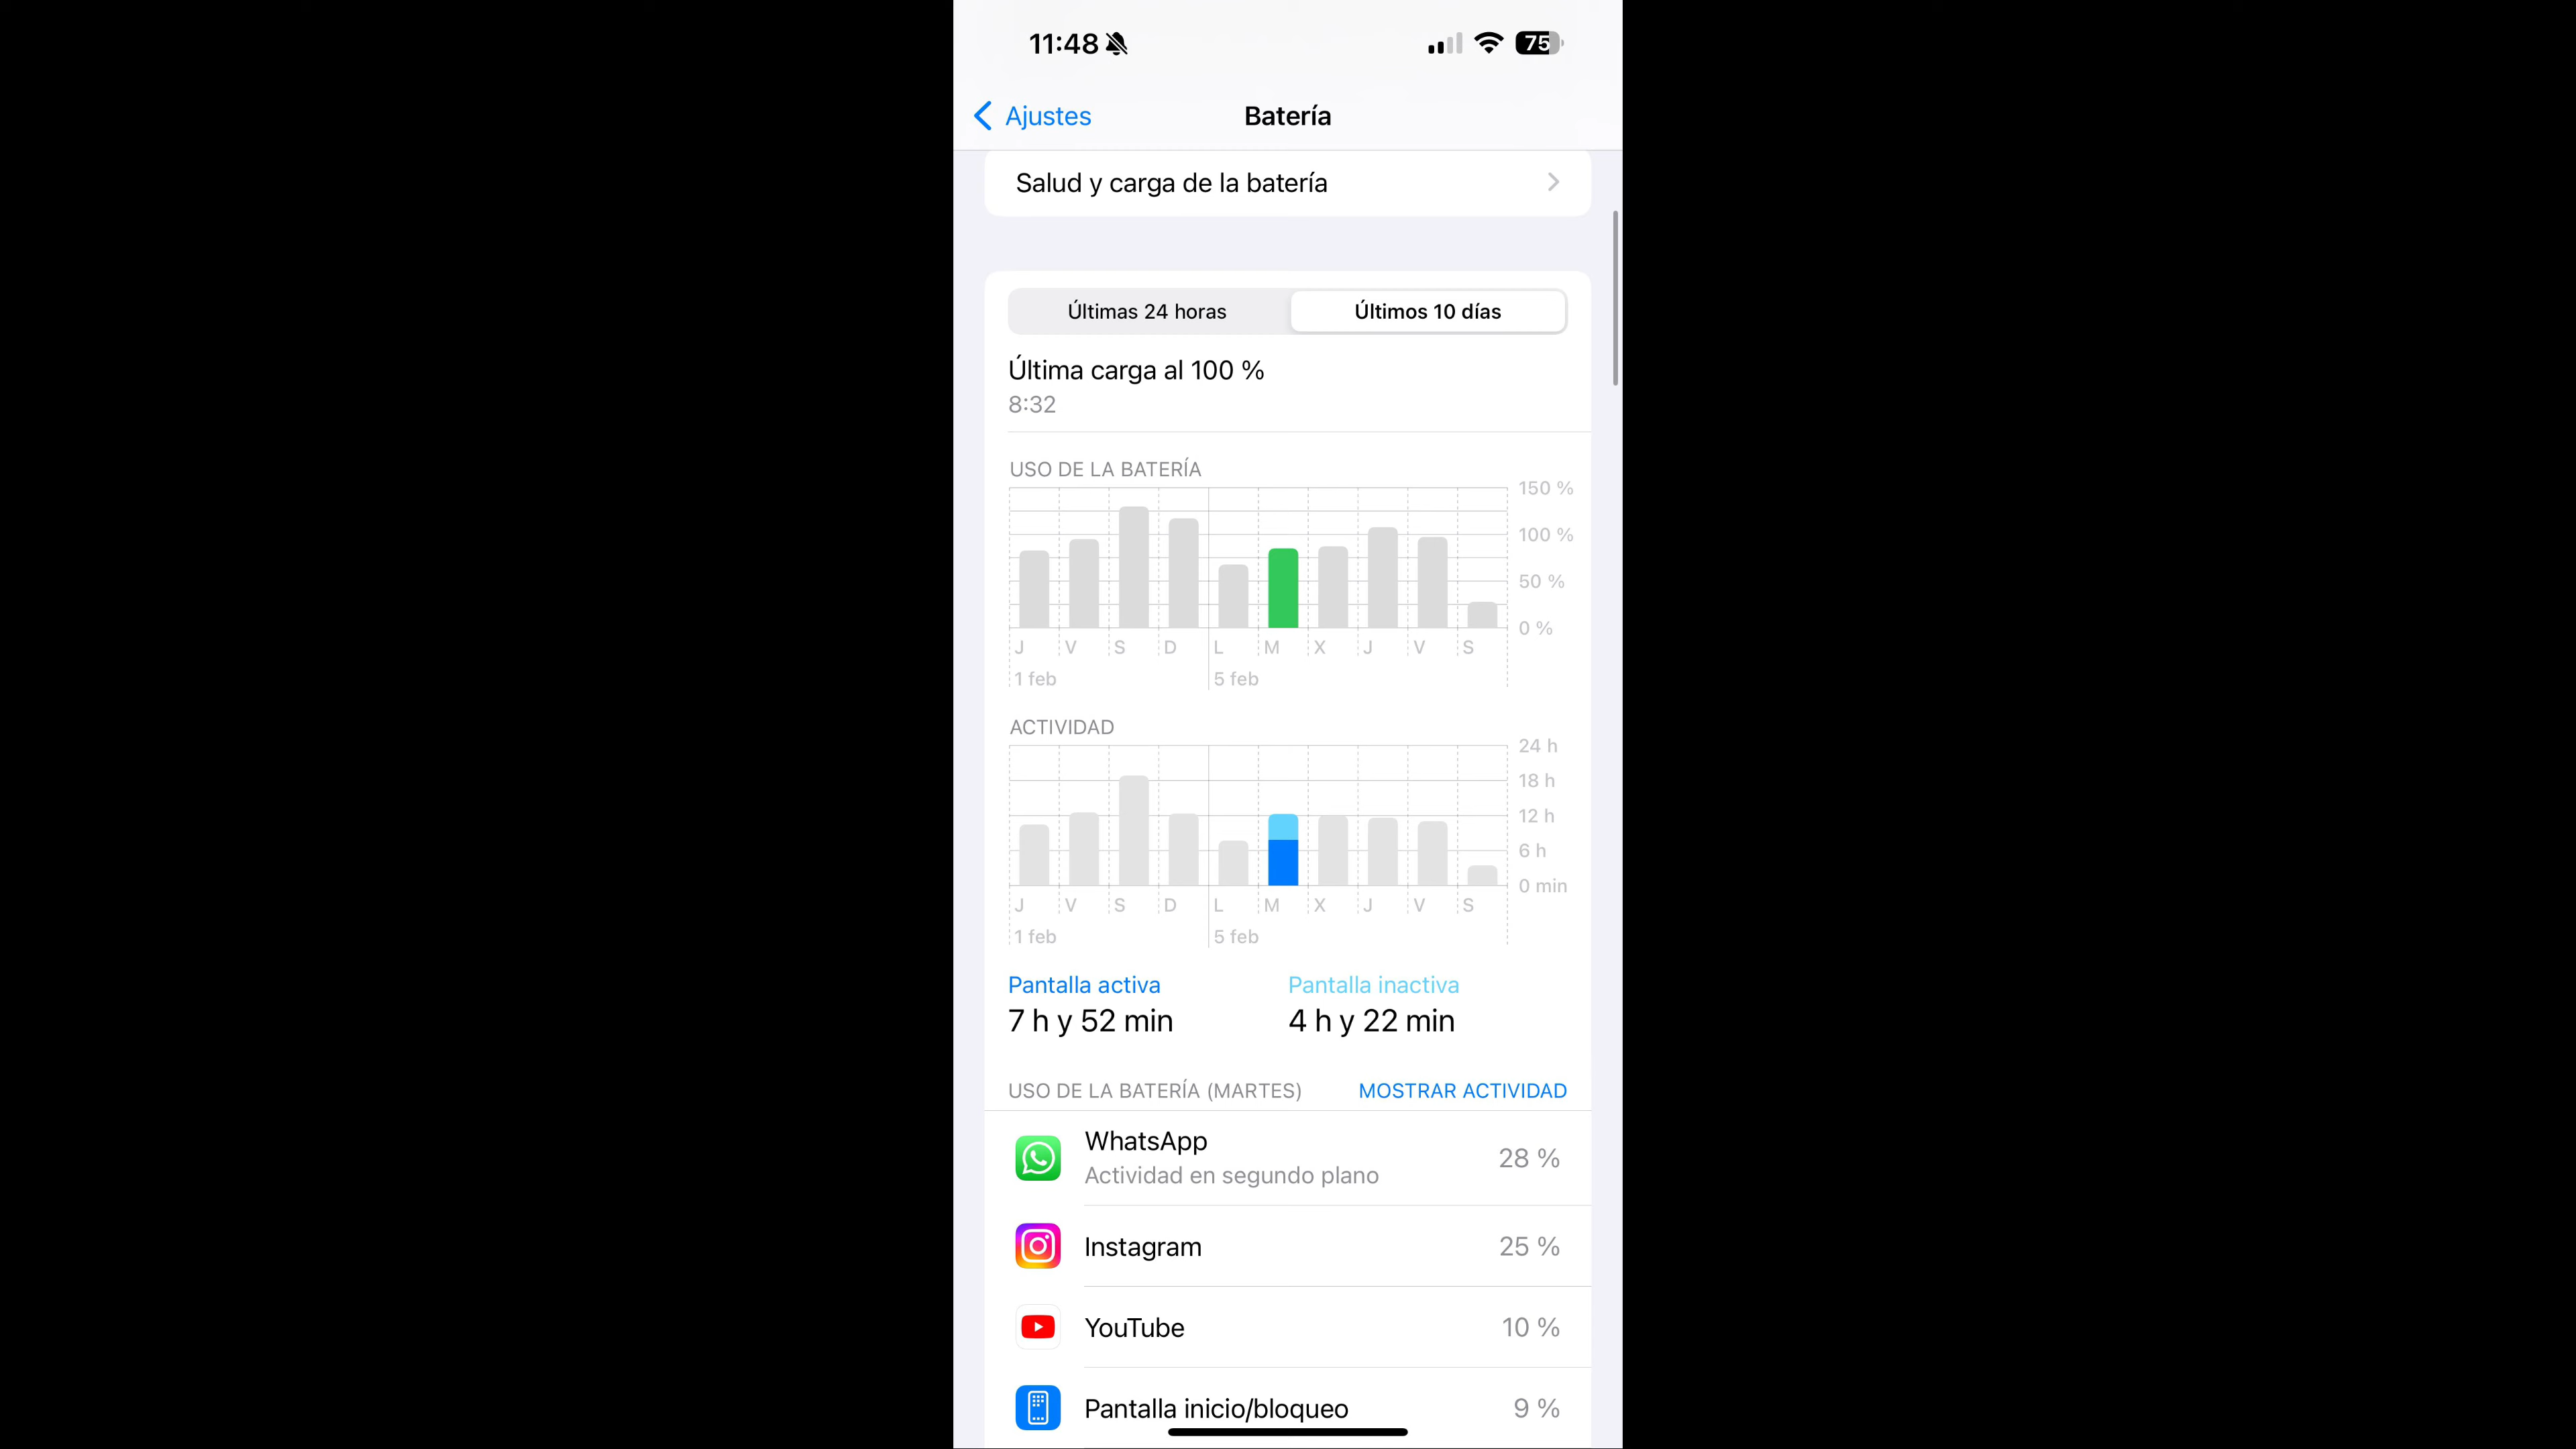 11:48
75
Ajustes
Batería
Salud y carga de la batería
Últimas 24 horas
Últimos 10 días
Última carga al 100 %
8:32
USO DE LA BATERÍA
150 %
100 %
50 %
0 %
J V S D L M X J V S
1 feb
5 feb
ACTIVIDAD
24 h
18 h
12 h
6 h
0 min
J V S D L M X J V S
1 feb
5 feb
Pantalla activa
7 h y 52 min
Pantalla inactiva
4 h y 22 min
USO DE LA BATERÍA (MARTES)
MOSTRAR ACTIVIDAD
WhatsApp
Actividad en segundo plano
28 %
Instagram
25 %
YouTube
10 %
Pantalla inicio/bloqueo
9 %